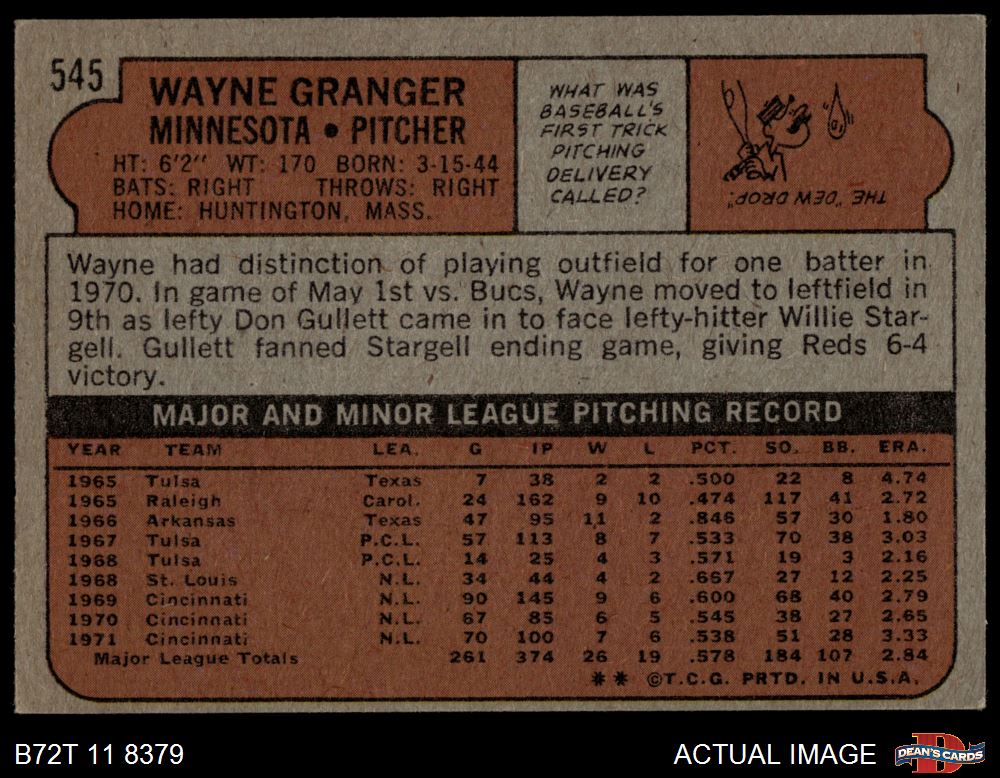 545
WAYNE GRANGER
MINNESOTA • PITCHER
HT: 6'2" WT: 170 BORN: 3-15-44
BATS: RIGHT THROWS: RIGHT
HOME: HUNTINGTON, MASS.
WHAT WAS
BASEBALL'S
FIRST TRICK
PITCHING
DELIVERY
CALLED?
THE "DEW DROP."
Wayne had distinction of playing outfield for one batter in
1970. In game of May 1st vs. Bucs, Wayne moved to leftfield in
9th as lefty Don Gullett came in to face lefty-hitter Willie Star-
gell. Gullett fanned Stargell ending game, giving Reds 6-4
victory.
MAJOR AND MINOR LEAGUE PITCHING RECORD
YEAR TEAM LEA. G IP W L PCT. SO. BB. ERA.
1965 Tulsa Texas 7 38 2 2 .500 22 8 4.74
1965 Raleigh Carol. 24 162 9 10 .474 117 41 2.72
1966 Arkansas Texas 47 95 11 2 .846 57 30 1.80
1967 Tulsa P.C.L. 57 113 8 7 .533 70 38 3.03
1968 Tulsa P.C.L. 14 25 4 3 .571 19 3 2.16
1968 St. Louis N.L. 34 44 4 2 .667 27 12 2.25
1969 Cincinnati N.L. 90 145 9 6 .600 68 40 2.79
1970 Cincinnati N.L. 67 85 6 5 .545 38 27 2.65
1971 Cincinnati N.L. 70 100 7 6 .538 51 28 3.33
Major League Totals 261 374 26 19 .578 184 107 2.84
** ©T.C.G. PRTD. IN U.S.A.
B72T 11 8379
ACTUAL IMAGE
DEAN'S CARDS